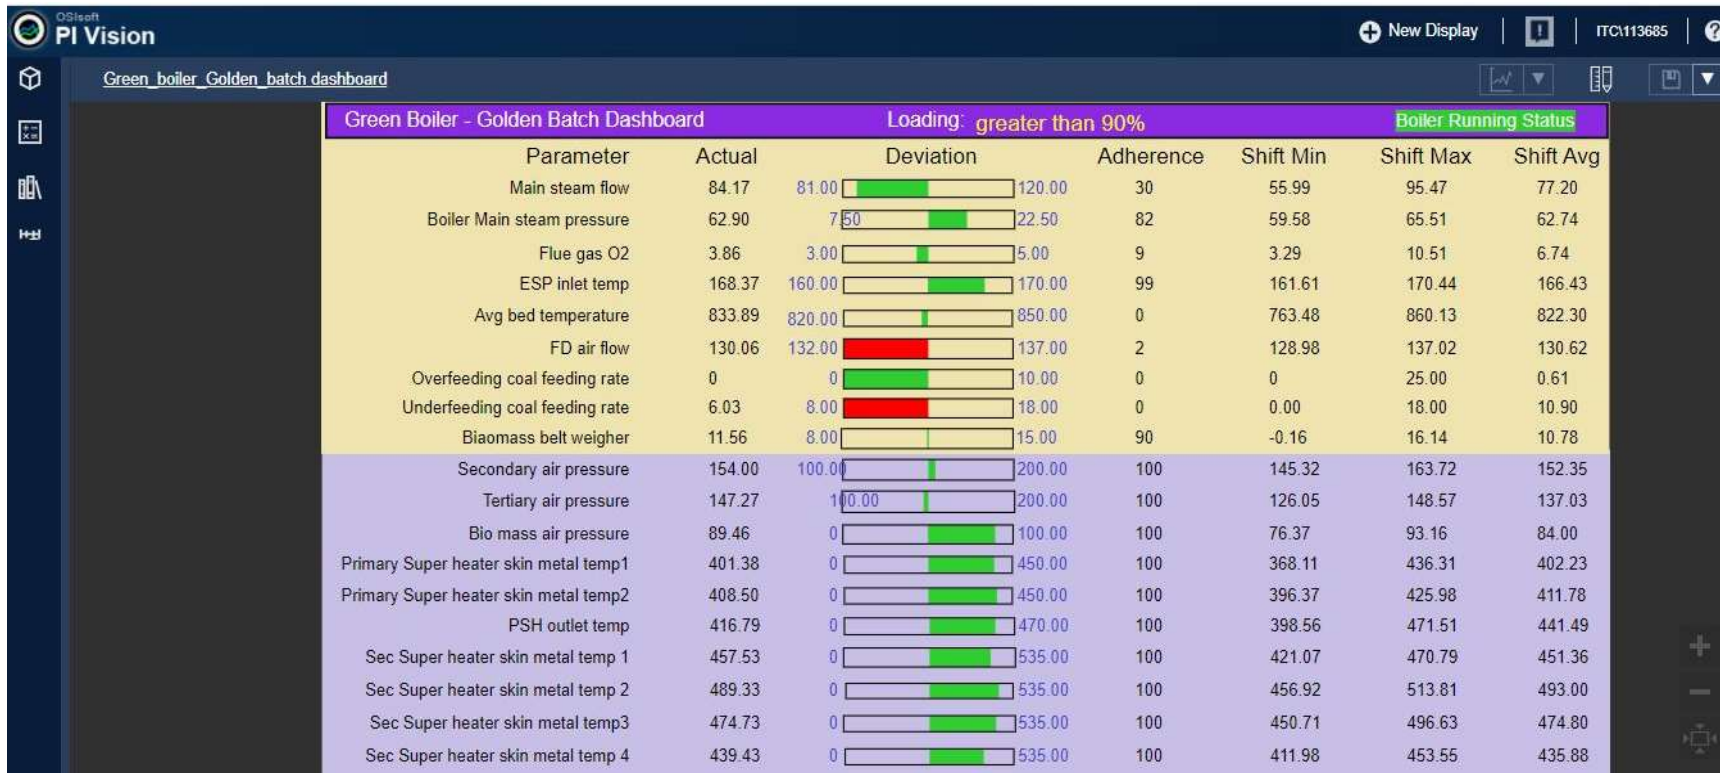 OSIsoft
PI Vision
New Display ITC\113685
Green_boiler_Golden_batch dashboard
Green Boiler - Golden Batch Dashboard Loading: greater than 90% Boiler Running Status
Parameter Actual Deviation Adherence Shift Min Shift Max Shift Avg
Main steam flow 84.17 81.00 120.00 30 55.99 95.47 77.20
Boiler Main steam pressure 62.90 7.50 22.50 82 59.58 65.51 62.74
Flue gas O2 3.86 3.00 5.00 9 3.29 10.51 6.74
ESP inlet temp 168.37 160.00 170.00 99 161.61 170.44 166.43
Avg bed temperature 833.89 820.00 850.00 0 763.48 860.13 822.30
FD air flow 130.06 132.00 137.00 2 128.98 137.02 130.62
Overfeeding coal feeding rate 0 0 10.00 0 0 25.00 0.61
Underfeeding coal feeding rate 6.03 8.00 18.00 0 0.00 18.00 10.90
Biaomass belt weigher 11.56 8.00 15.00 90 -0.16 16.14 10.78
Secondary air pressure 154.00 100.00 200.00 100 145.32 163.72 152.35
Tertiary air pressure 147.27 100.00 200.00 100 126.05 148.57 137.03
Bio mass air pressure 89.46 0 100.00 100 76.37 93.16 84.00
Primary Super heater skin metal temp1 401.38 0 450.00 100 368.11 436.31 402.23
Primary Super heater skin metal temp2 408.50 0 450.00 100 396.37 425.98 411.78
PSH outlet temp 416.79 0 470.00 100 398.56 471.51 441.49
Sec Super heater skin metal temp 1 457.53 0 535.00 100 421.07 470.79 451.36
Sec Super heater skin metal temp 2 489.33 0 535.00 100 456.92 513.81 493.00
Sec Super heater skin metal temp3 474.73 0 535.00 100 450.71 496.63 474.80
Sec Super heater skin metal temp 4 439.43 0 535.00 100 411.98 453.55 435.88